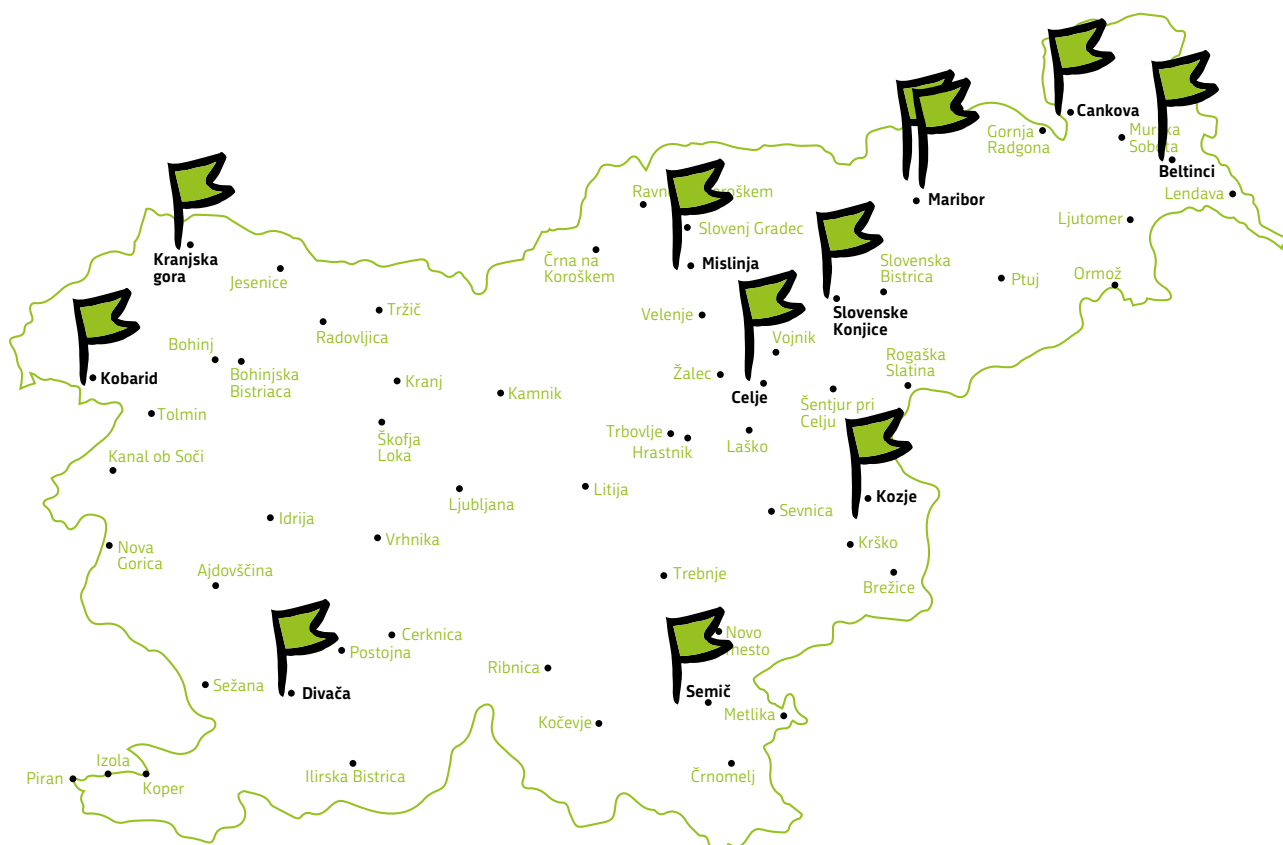 Cankova
Gornja
Radgona
Murska
Sobota
Beltinci
Lendava
Maribor
Ljutomer
Slovenj Gradec
Kranjska
gora
Jesenice
Črna na
Koroškem
Mislinja
Slovenska
Bistrica
Ptuj
Ormož
Tržič
Radovljica
Velenje
Slovenske
Konjice
Vojnik
Bohinj
Bohinjska
Bistriaca
Kobarid
Kranj
Kamnik
Žalec
Celje
Rogaška
Slatina
Šentjur pri
Celju
Tolmin
Škofja
Loka
Trbovlje
Hrastnik
Laško
Kanal ob Soči
Ljubljana
Litija
Sevnica
Kozje
Idrija
Vrhnika
Krško
Nova
Gorica
Ajdovščina
Trebnje
Brežice
Cerknica
Postojna
Novo
mesto
Ribnica
Sežana
Divača
Semič
Metlika
Kočevje
Izola
Piran
Koper
Ilirska Bistrica
Črnomelj